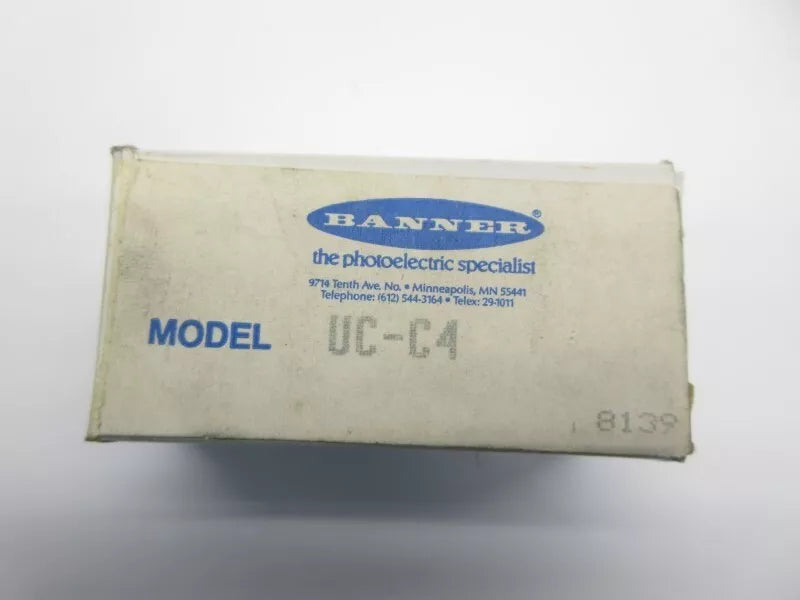 BANNER®
the photoelectric specialist
9714 Tenth Ave. No. • Minneapolis, MN 55441
Telephone: (612) 544-3164 • Telex: 29-1011
MODEL UC-C4
8139